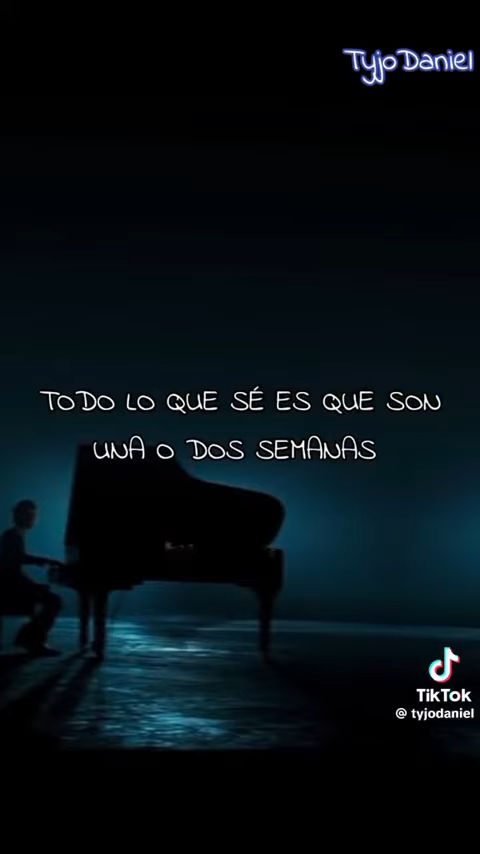 TyjoDaniel
TODO LO QUE SÉ ES QUE SON
UNA O DOS SEMANAS
TikTok
@ tyjodaniel